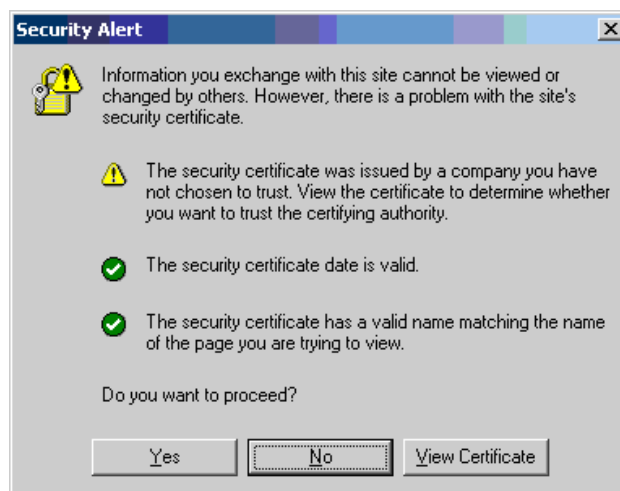 Security Alert
Information you exchange with this site cannot be viewed or
changed by others. However, there is a problem with the site's
security certificate.
The security certificate was issued by a company you have
not chosen to trust. View the certificate to determine whether
you want to trust the certifying authority.
The security certificate date is valid.
The security certificate has a valid name matching the name
of the page you are trying to view.
Do you want to proceed?
Yes No View Certificate